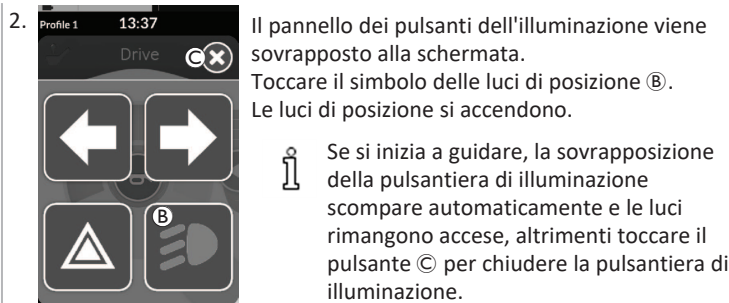 2.
Profile 1 13:37
Drive
C
B
Il pannello dei pulsanti dell'illuminazione viene
sovrapposto alla schermata.
Toccare il simbolo delle luci di posizione Ⓑ.
Le luci di posizione si accendono.
Se si inizia a guidare, la sovrapposizione
della pulsantiera di illuminazione
scompare automaticamente e le luci
rimangono accese, altrimenti toccare il
pulsante Ⓒ per chiudere la pulsantiera di
illuminazione.